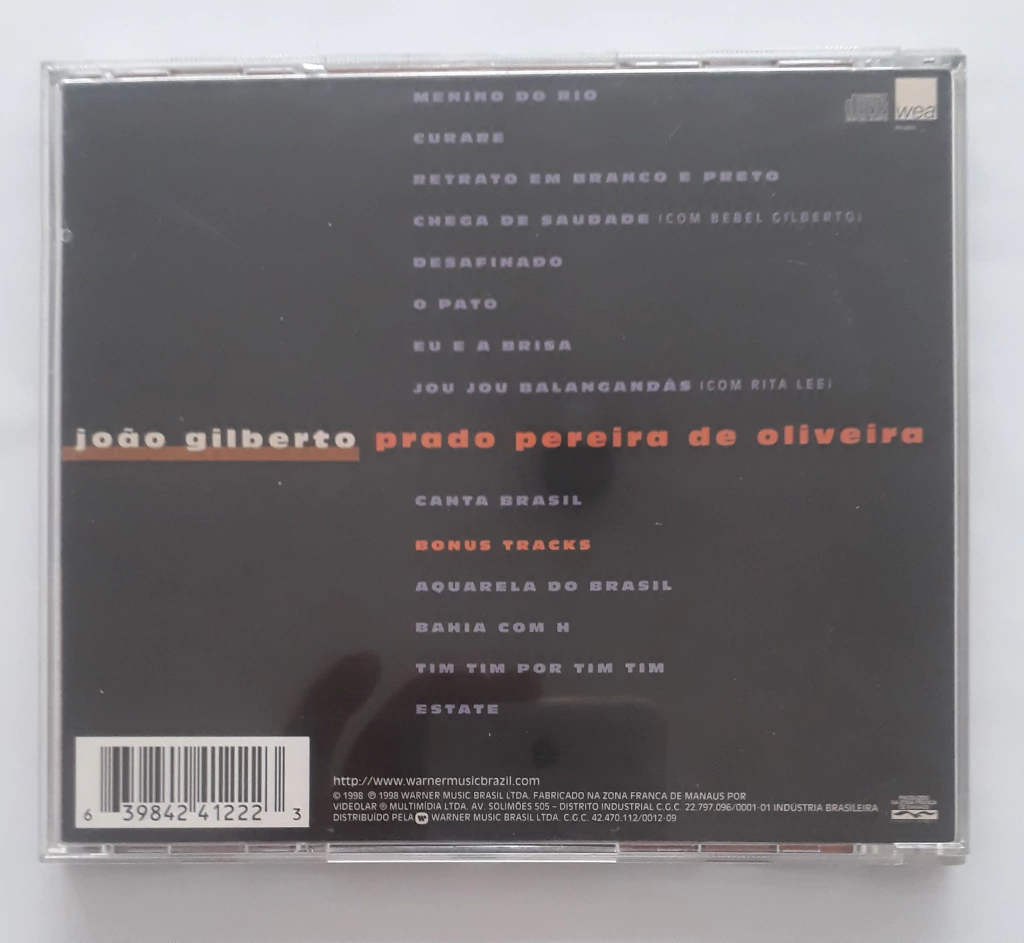 MENINO DO RIO
CURARE
RETRATO EM BRANCO E PRETO
CHEGA DE SAUDADE (COM BEBEL GILBERTO)
DESAFINADO
O PATO
EU E A BRISA
JOU JOU BALANGANDÃS (COM RITA LEE)
joão gilberto prado pereira de oliveira
CANTA BRASIL
BONUS TRACKS
AQUARELA DO BRASIL
BAHIA COM H
TIM TIM POR TIM TIM
ESTATE
disc
wea
6 39842 41222 3
http://www.warnermusicbrazil.com
© 1998 ℗ 1998 WARNER MUSIC BRASIL LTDA. FABRICADO NA ZONA FRANCA DE MANAUS POR
VIDEOLAR ® MULTIMÍDIA LTDA. AV. SOLIMÕES 505 – DISTRITO INDUSTRIAL C.G.C. 22.797.096/0001-01 INDÚSTRIA BRASILEIRA
DISTRIBUÍDO PELA WARNER MUSIC BRASIL LTDA. C.G.C. 42.470.112/0012-09